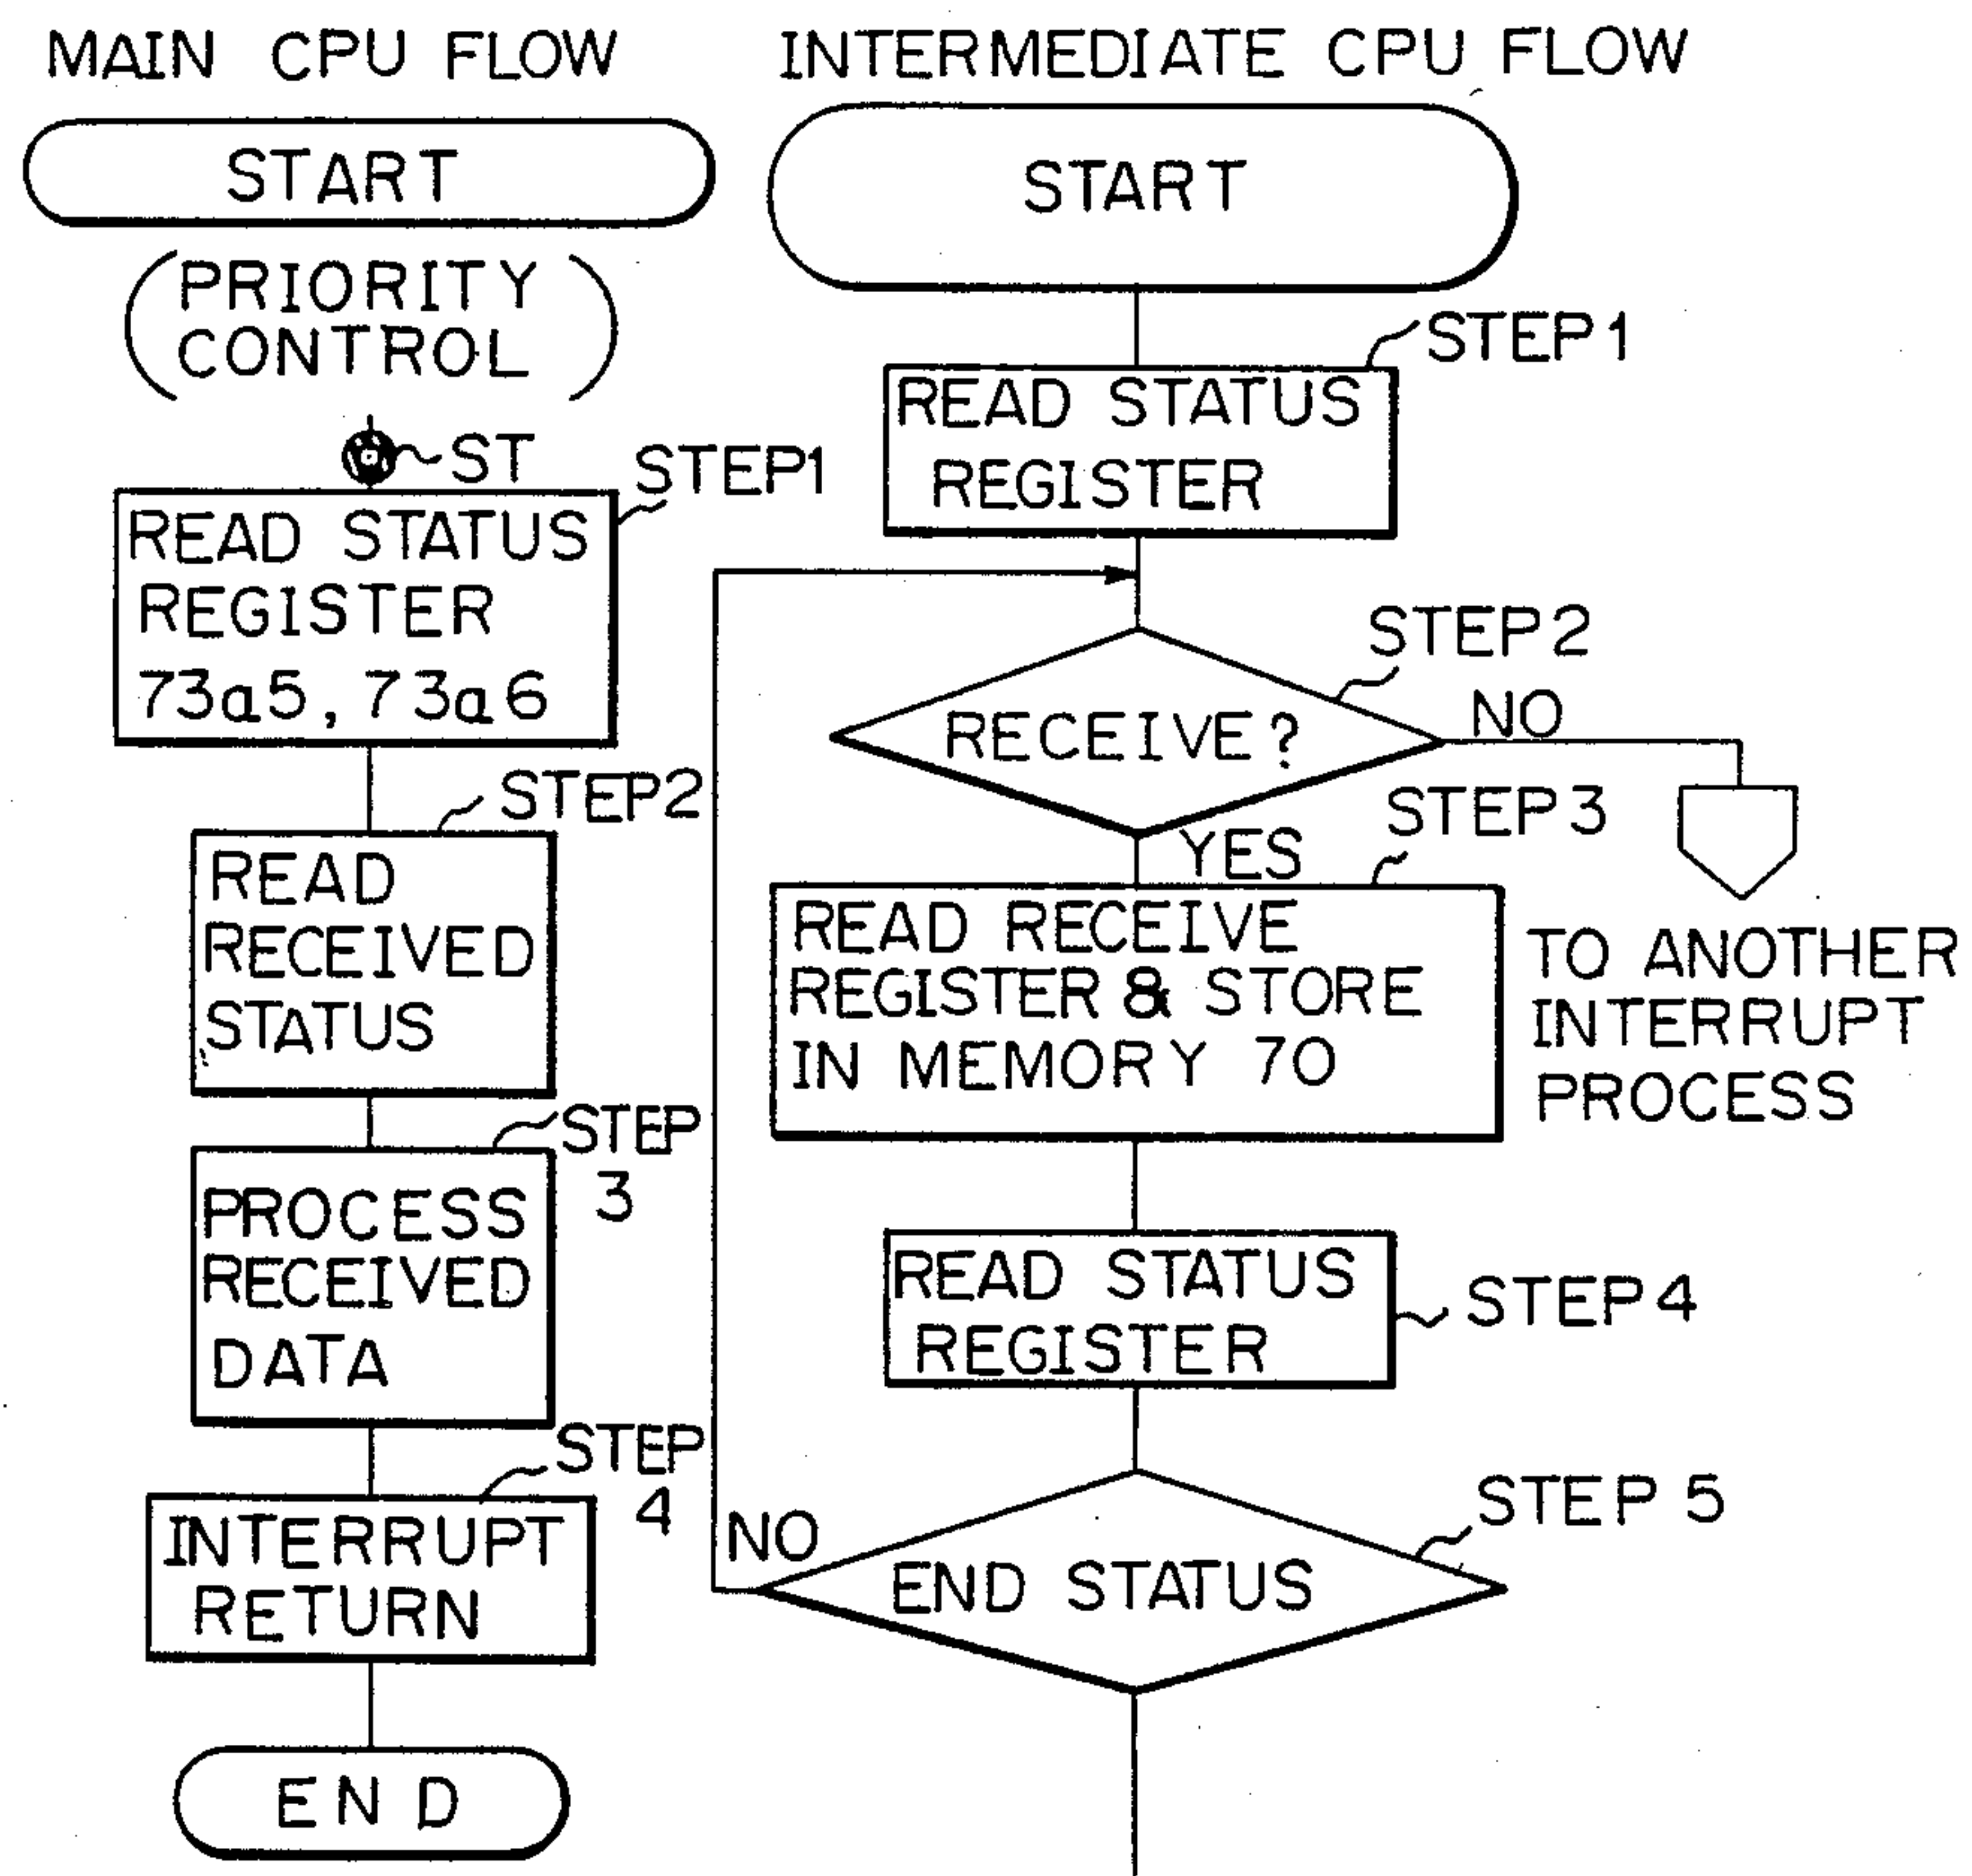 MAIN CPU FLOW
START
(PRIORITY
CONTROL)
ST
STEP1
READ STATUS
REGISTER
73a5, 73a6
STEP2
READ
RECEIVED
STATUS
STEP
3
PROCESS
RECEIVED
DATA
STEP
4
INTERRUPT
RETURN
END
INTERMEDIATE CPU FLOW
START
STEP1
READ STATUS
REGISTER
STEP2
RECEIVE?
NO
YES
STEP3
READ RECEIVE
REGISTER & STORE
IN MEMORY 70
TO ANOTHER
INTERRUPT
PROCESS
READ STATUS
REGISTER
STEP4
STEP 5
NO
END STATUS